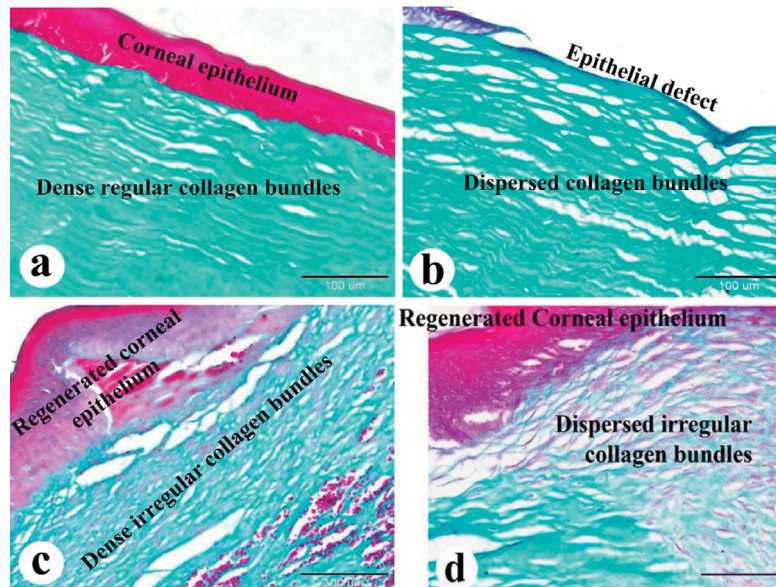 Corneal epithelium
Dense regular collagen bundles
a
100 um
Epithelial defect
Dispersed collagen bundles
b
100 um
Regenerated corneal
epithelium
Dense irregular collagen bundles
c
Regenerated Corneal epithelium
Dispersed irregular
collagen bundles
d